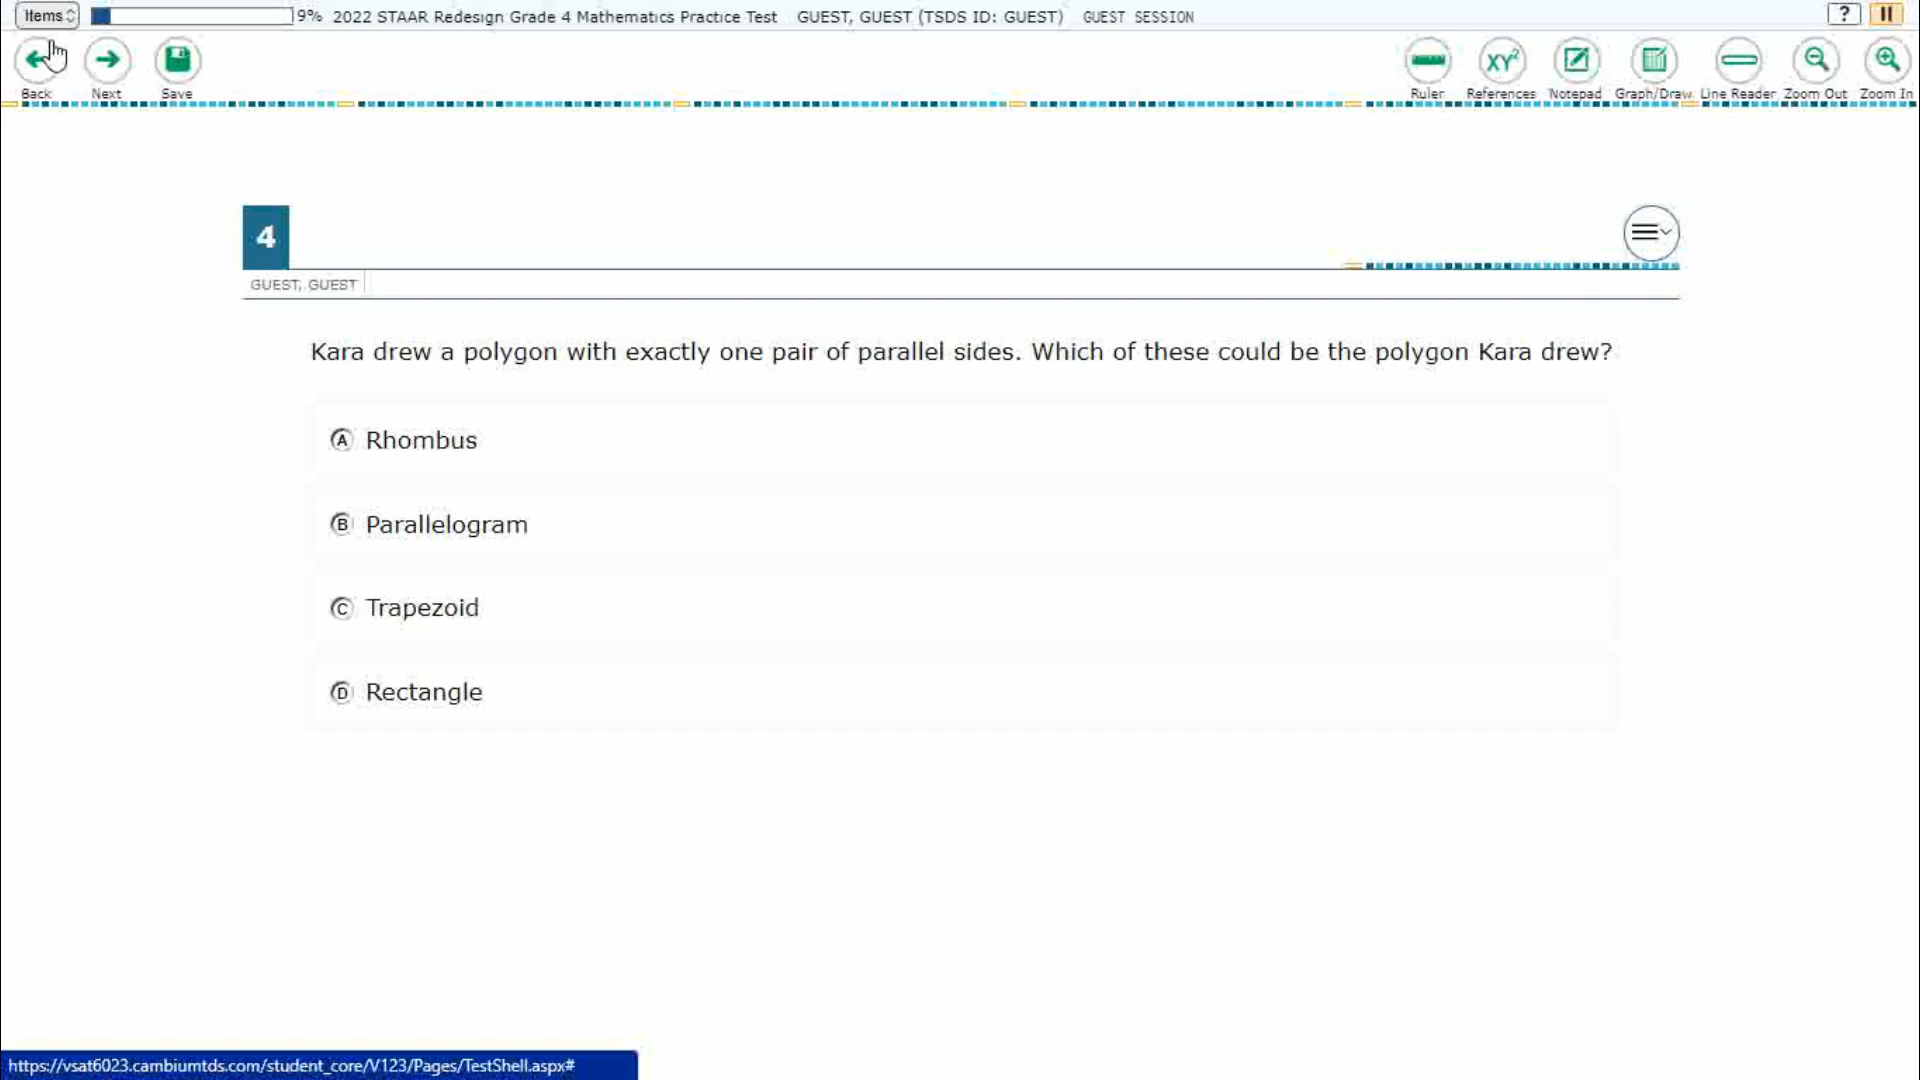 Items 9% 2022 STAAR Redesign Grade 4 Mathematics Practice Test GUEST, GUEST (TSDS ID: GUEST) GUEST SESSION ?
XY²
Back Next Save Ruler References Notepad Graph/Draw Line Reader Zoom Out Zoom In
4
GUEST, GUEST
Kara drew a polygon with exactly one pair of parallel sides. Which of these could be the polygon Kara drew?
A Rhombus
B Parallelogram
C Trapezoid
D Rectangle
https://vsat6023.cambiumtds.com/student_core/V123/Pages/TestShell.aspx#